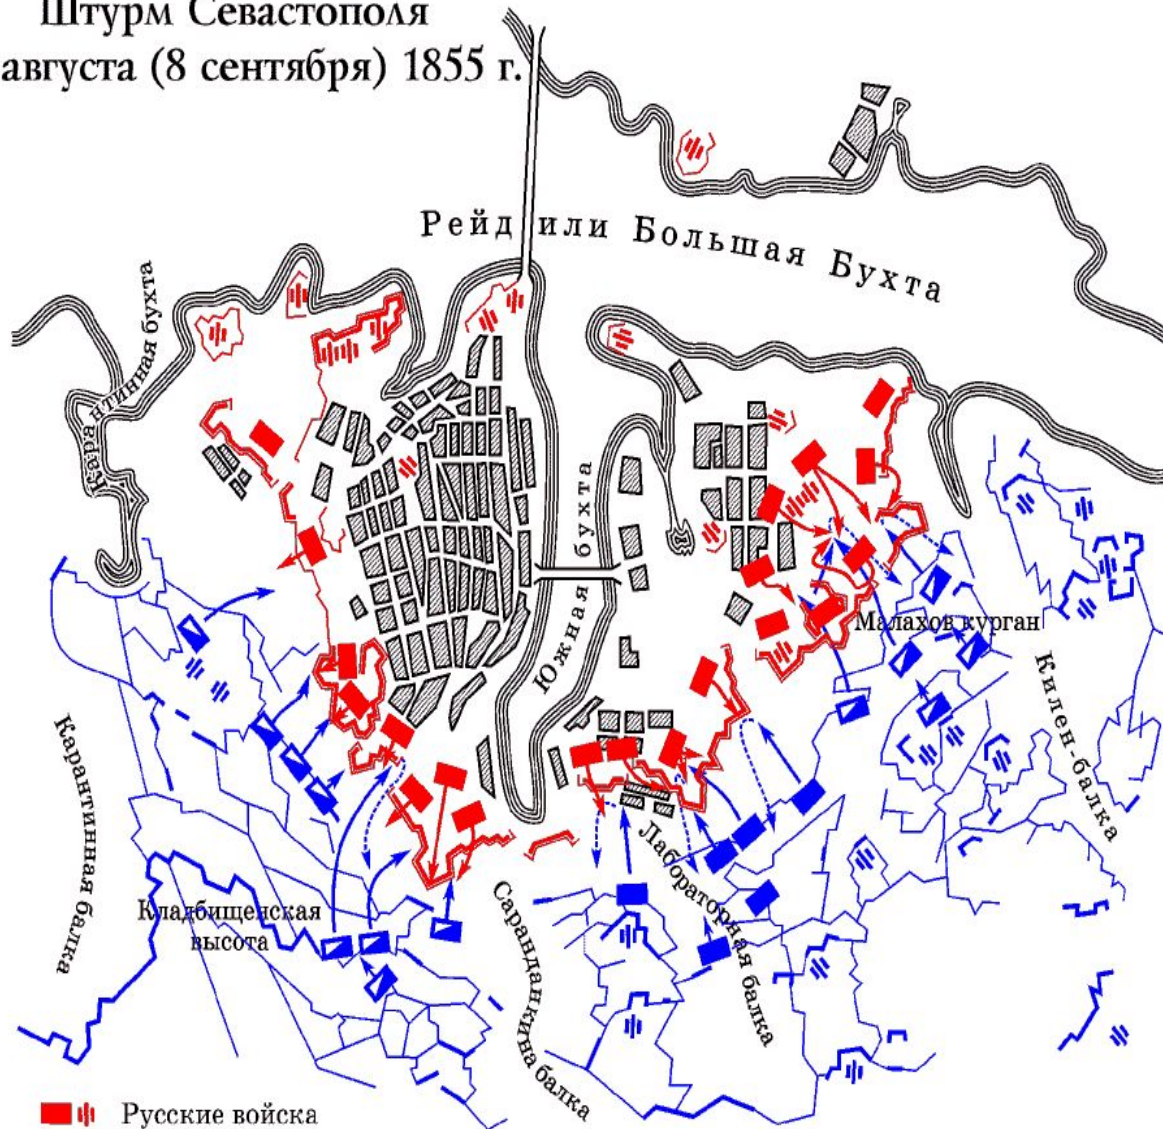 Штурм Севастополя
августа (8 сентября) 1855 г.
Рейд или Большая Бухта
Карантинная бухта
Южная бухта
Малахов курган
Килен-балка
Карантинная балка
Кладбищенская
высота
Сарандакина балка
Лабораторная балка
Русские войска